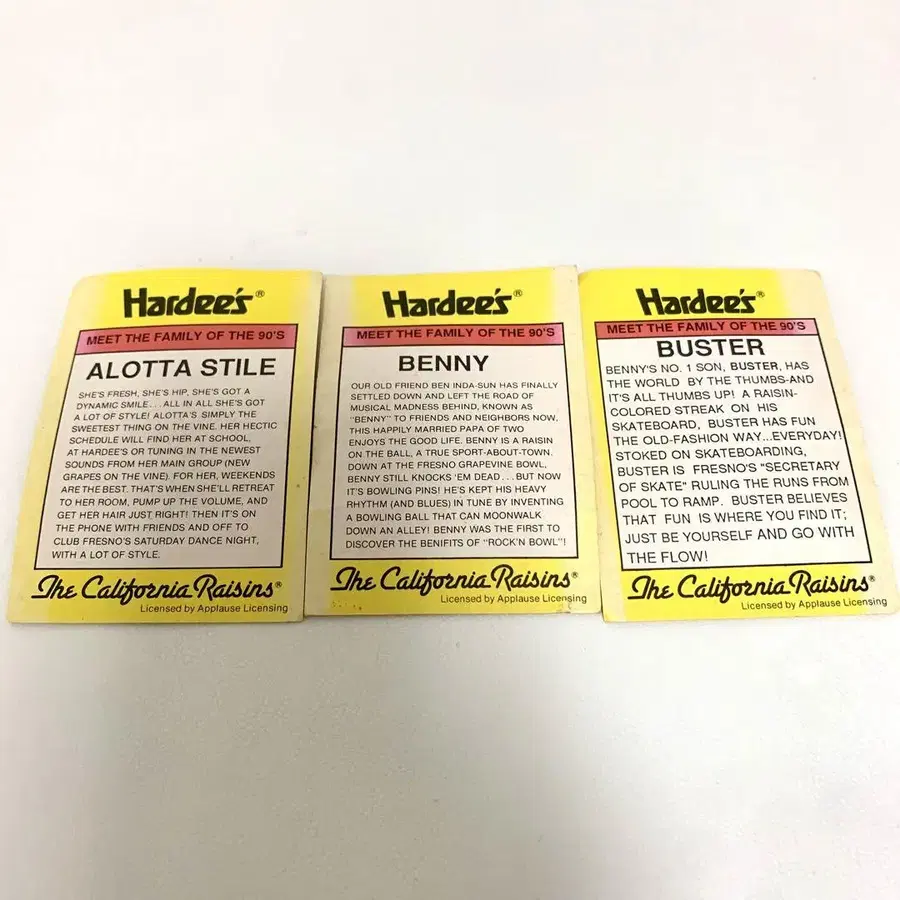 Hardee's®
MEET THE FAMILY OF THE 90'S
ALOTTA STILE
SHE'S FRESH, SHE'S HIP, SHE'S GOT A
DYNAMIC SMILE... ALL IN ALL SHE'S GOT
A LOT OF STYLE! ALOTTA'S SIMPLY THE
SWEETEST THING ON THE VINE. HER HECTIC
SCHEDULE WILL FIND HER AT SCHOOL,
AT HARDEE'S OR TUNING IN THE NEWEST
SOUNDS FROM HER MAIN GROUP (NEW
GRAPES ON THE VINE). FOR HER, WEEKENDS
ARE THE BEST. THAT'S WHEN SHE'LL RETREAT
TO HER ROOM, PUMP UP THE VOLUME, AND
GET HER HAIR JUST RIGHT! THEN IT'S ON
THE PHONE WITH FRIENDS AND OFF TO
CLUB FRESNO'S SATURDAY DANCE NIGHT,
WITH A LOT OF STYLE.
The California Raisins®
Licensed by Applause Licensing
Hardee's®
MEET THE FAMILY OF THE 90'S
BENNY
OUR OLD FRIEND BEN INDA-SUN HAS FINALLY
SETTLED DOWN AND LEFT THE ROAD OF
MUSICAL MADNESS BEHIND, KNOWN AS
"BENNY" TO FRIENDS AND NEIGHBORS NOW,
THIS HAPPILY MARRIED PAPA OF TWO
ENJOYS THE GOOD LIFE. BENNY IS A RAISIN
ON THE BALL, A TRUE SPORT-ABOUT-TOWN.
DOWN AT THE FRESNO GRAPEVINE BOWL,
BENNY STILL KNOCKS 'EM DEAD... BUT NOW
IT'S BOWLING PINS! HE'S KEPT HIS HEAVY
RHYTHM (AND BLUES) IN TUNE BY INVENTING
A BOWLING BALL THAT CAN MOONWALK
DOWN AN ALLEY! BENNY WAS THE FIRST TO
DISCOVER THE BENIFITS OF "ROCK'N BOWL"!
The California Raisins®
Licensed by Applause Licensing
Hardee's®
MEET THE FAMILY OF THE 90'S
BUSTER
BENNY'S NO. 1 SON, BUSTER, HAS
THE WORLD BY THE THUMBS-AND
IT'S ALL THUMBS UP! A RAISIN-
COLORED STREAK ON HIS
SKATEBOARD, BUSTER HAS FUN
THE OLD-FASHION WAY...EVERYDAY!
STOKED ON SKATEBOARDING,
BUSTER IS FRESNO'S "SECRETARY
OF SKATE" RULING THE RUNS FROM
POOL TO RAMP. BUSTER BELIEVES
THAT FUN IS WHERE YOU FIND IT;
JUST BE YOURSELF AND GO WITH
THE FLOW!
The California Raisins®
Licensed by Applause Licensing